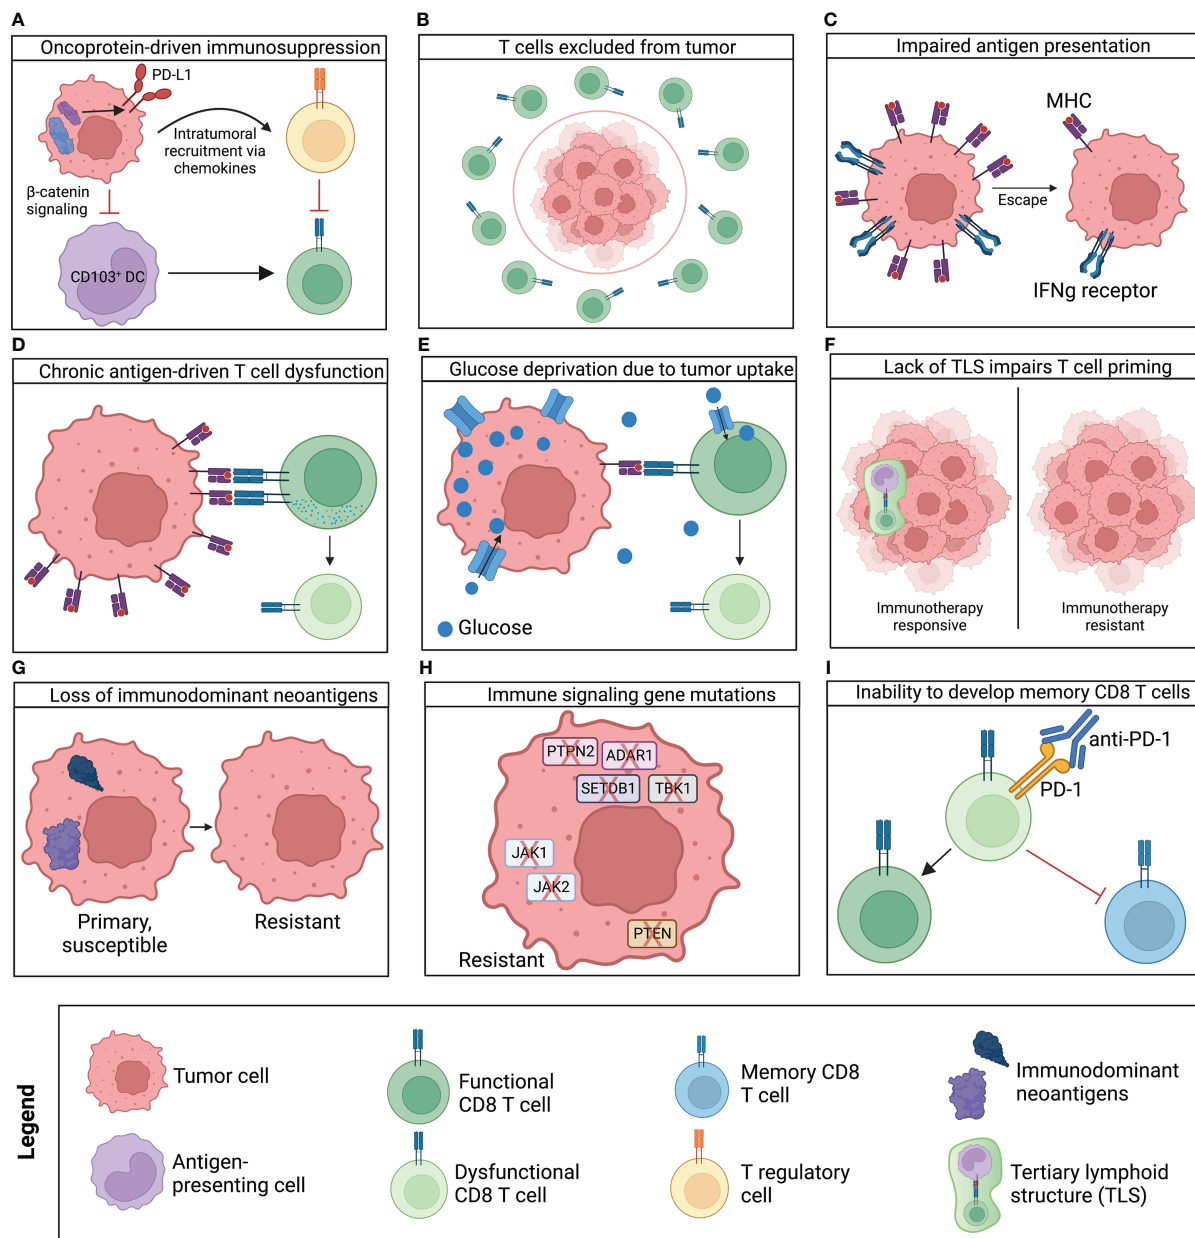 A
Oncoprotein-driven immunosuppression
PD-L1
Intratumoral
recruitment via
chemokines
β-catenin
signaling
CD103⁺ DC
B
T cells excluded from tumor
C
Impaired antigen presentation
MHC
Escape
IFNg receptor
D
Chronic antigen-driven T cell dysfunction
E
Glucose deprivation due to tumor uptake
Glucose
F
Lack of TLS impairs T cell priming
Immunotherapy
responsive
Immunotherapy
resistant
G
Loss of immunodominant neoantigens
Primary,
susceptible
Resistant
H
Immune signaling gene mutations
PTPN2
ADAR1
SETDB1
TBK1
JAK1
JAK2
PTEN
Resistant
I
Inability to develop memory CD8 T cells
anti-PD-1
PD-1
Legend
Tumor cell
Functional
CD8 T cell
Memory CD8
T cell
Immunodominant
neoantigens
Antigen-
presenting cell
Dysfunctional
CD8 T cell
T regulatory
cell
Tertiary lymphoid
structure (TLS)